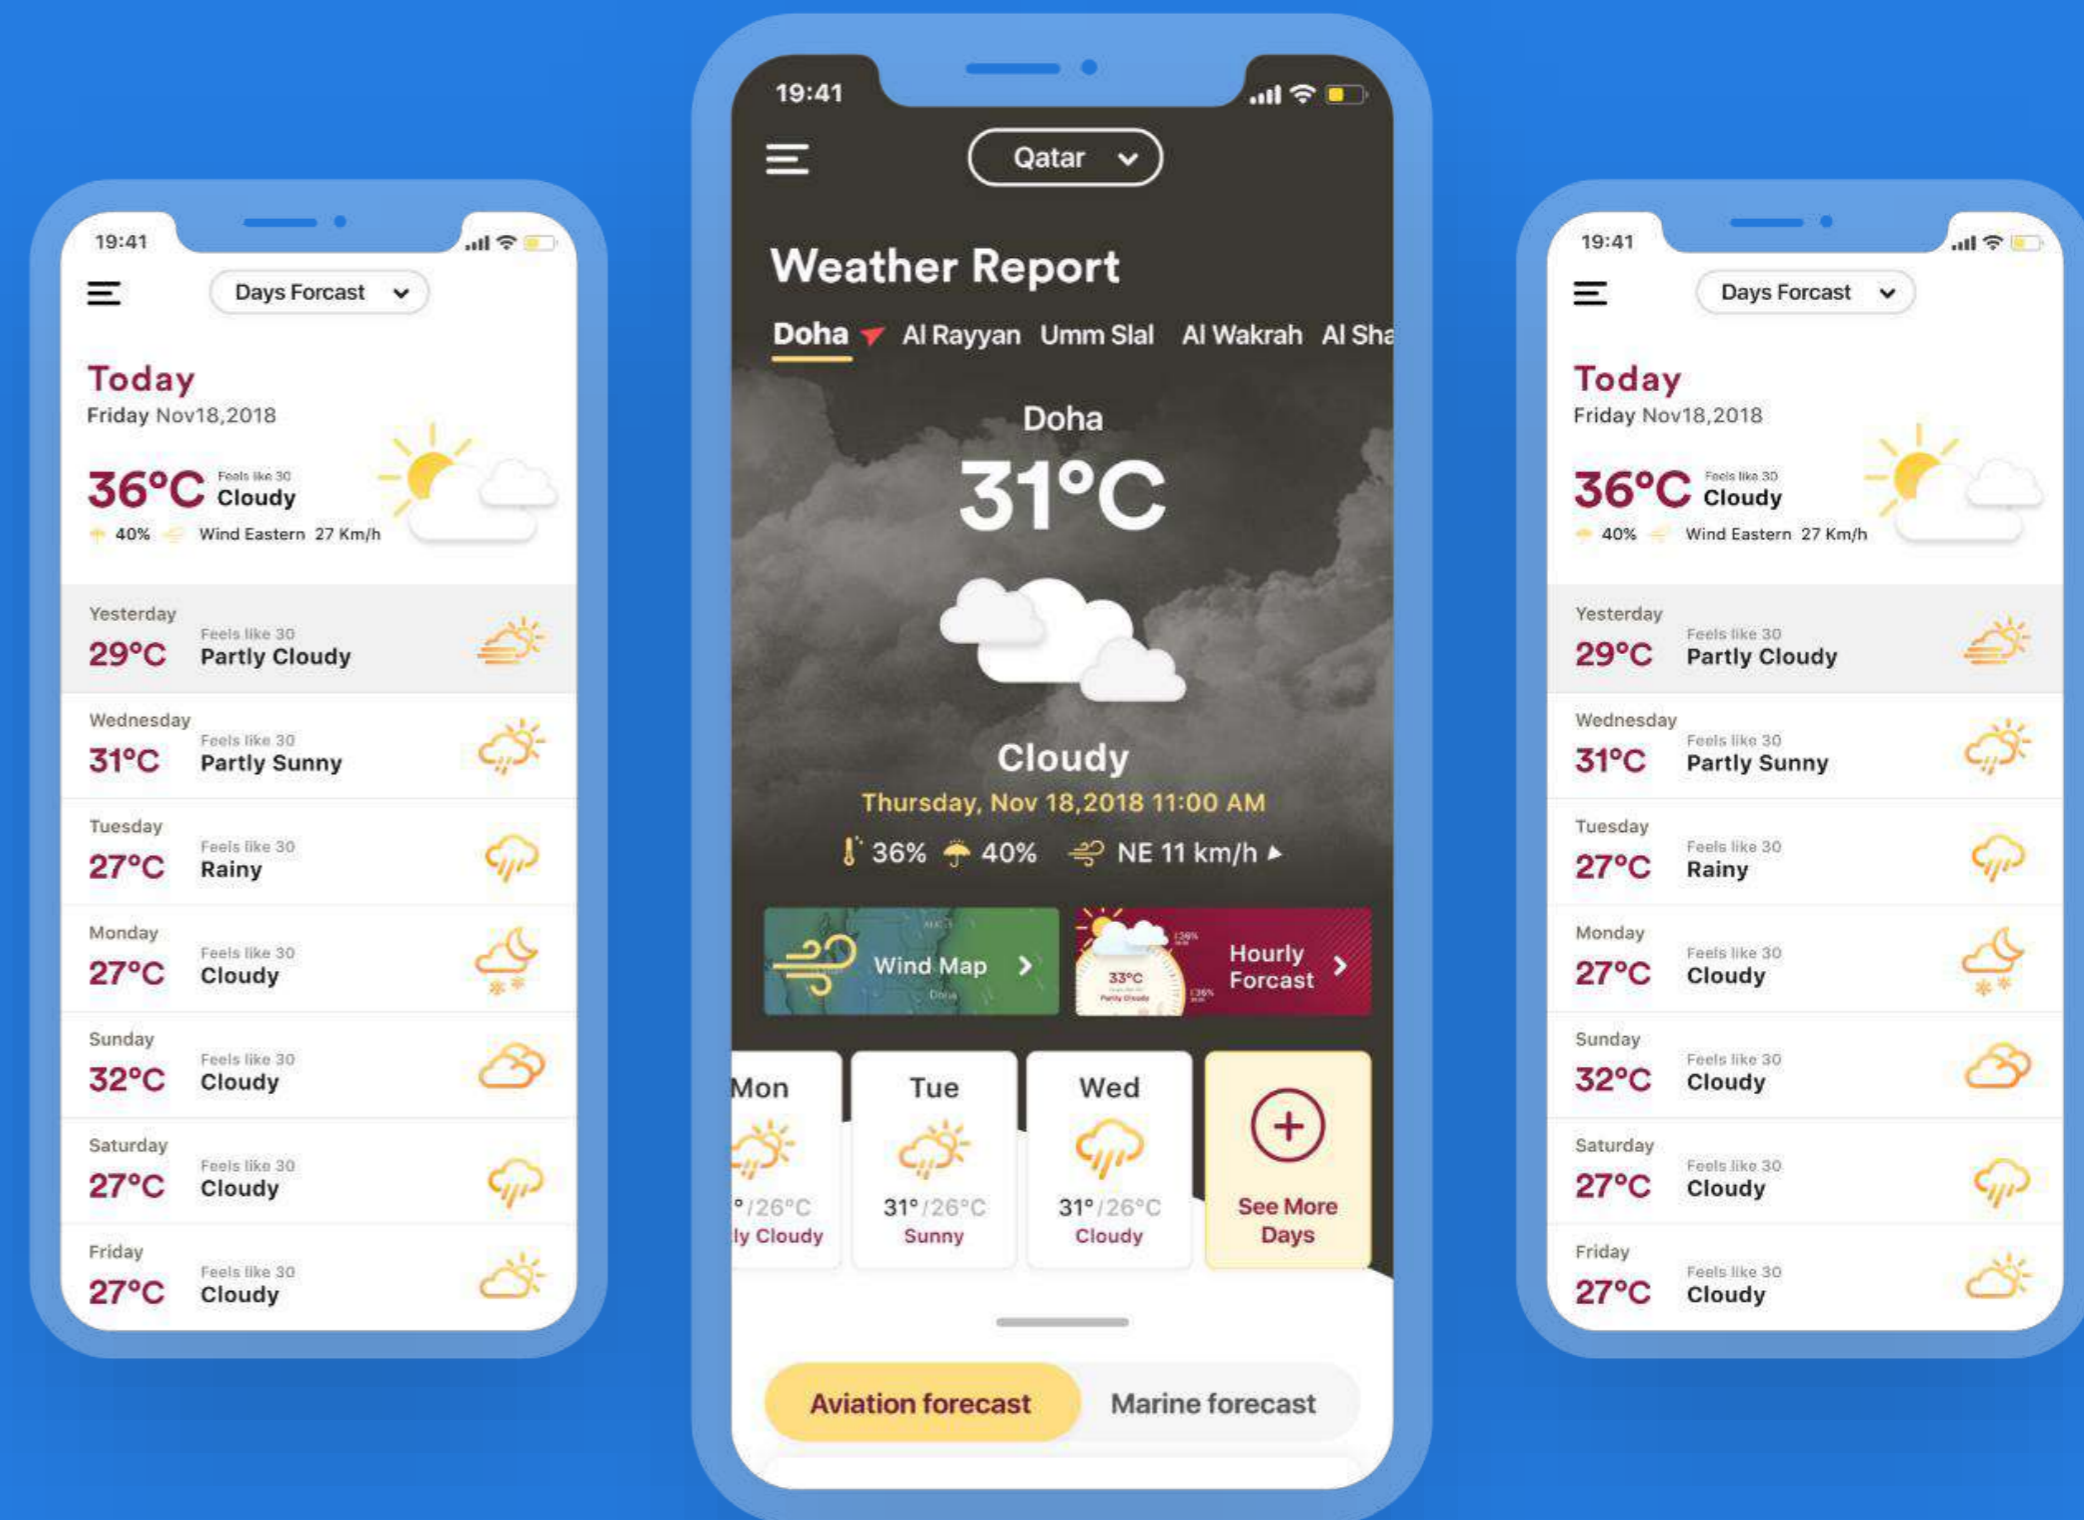 19:41
Days Forcast
Today
Friday Nov18,2018
36°C
Feels like 30
Cloudy
40%
Wind Eastern 27 Km/h
Yesterday
29°C
Feels like 30
Partly Cloudy
Wednesday
31°C
Feels like 30
Partly Sunny
Tuesday
27°C
Feels like 30
Rainy
Monday
27°C
Feels like 30
Cloudy
Sunday
32°C
Feels like 30
Cloudy
Saturday
27°C
Feels like 30
Cloudy
Friday
27°C
Feels like 30
Cloudy
19:41
Qatar
Weather Report
Doha Al Rayyan Umm Slal Al Wakrah Al Sha
Doha
31°C
Cloudy
Thursday, Nov 18,2018 11:00 AM
36% 40% NE 11 km/h
Wind Map
Doha
33°C
Partly Cloudy
Hourly
Forcast
Mon
°/26°C
ly Cloudy
Tue
31°/26°C
Sunny
Wed
31°/26°C
Cloudy
See More
Days
Aviation forecast
Marine forecast
19:41
Days Forcast
Today
Friday Nov18,2018
36°C
Feels like 30
Cloudy
40%
Wind Eastern 27 Km/h
Yesterday
29°C
Feels like 30
Partly Cloudy
Wednesday
31°C
Feels like 30
Partly Sunny
Tuesday
27°C
Feels like 30
Rainy
Monday
27°C
Feels like 30
Cloudy
Sunday
32°C
Feels like 30
Cloudy
Saturday
27°C
Feels like 30
Cloudy
Friday
27°C
Feels like 30
Cloudy